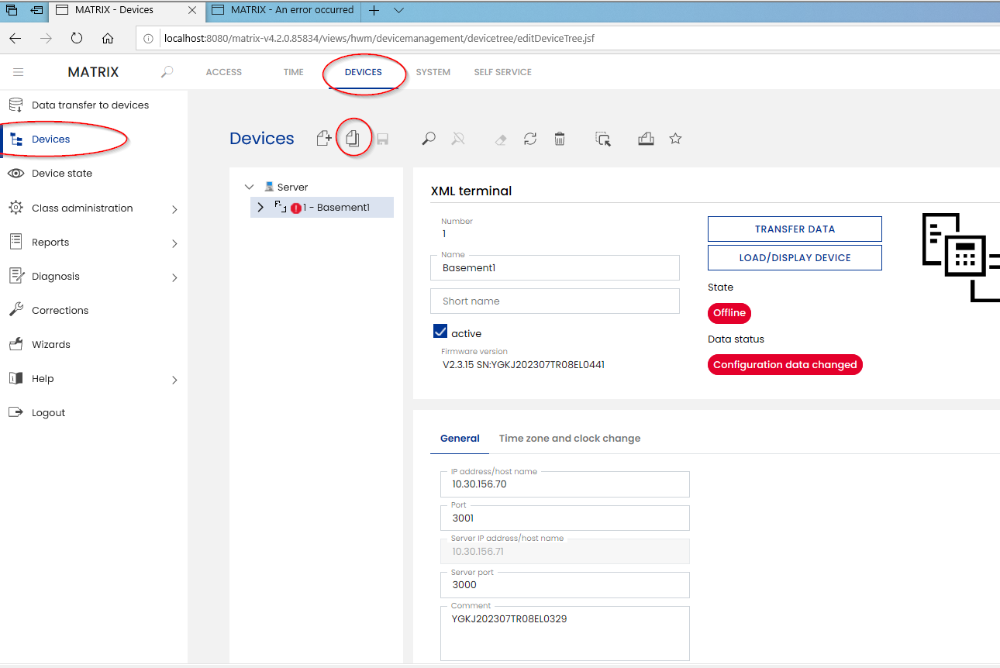 MATRIX - Devices
MATRIX - An error occurred
localhost:8080/matrix-v4.2.0.85834/views/hwm/devicemanagement/devicetree/editDeviceTree.jsf
MATRIX
ACCESS
TIME
DEVICES
SYSTEM
SELF SERVICE
Data transfer to devices
Devices
Device state
Class administration
Reports
Diagnosis
Corrections
Wizards
Help
Logout
Devices
Server
1 - Basement1
XML terminal
Number
1
Name
Basement1
Short name
active
Firmware version
V2.3.15 SN:YGKJ202307TR08EL0441
TRANSFER DATA
LOAD/DISPLAY DEVICE
State
Offline
Data status
Configuration data changed
General
Time zone and clock change
IP address/host name
10.30.156.70
Port
3001
Server IP address/host name
10.30.156.71
Server port
3000
Comment
YGKJ202307TR08EL0329